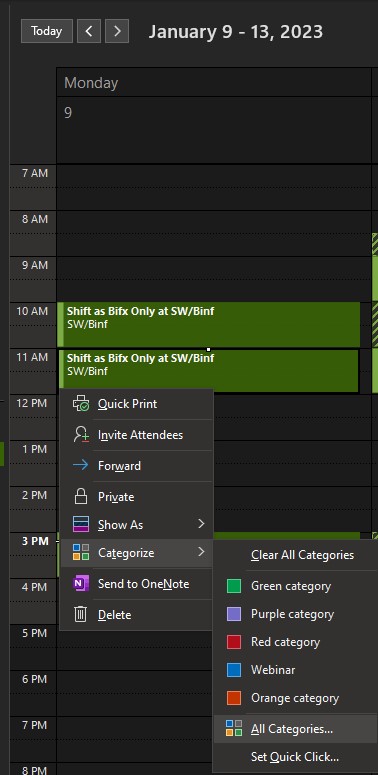 Today
January 9 - 13, 2023
Monday
9
7 AM
8 AM
9 AM
10 AM
Shift as Bifx Only at SW/Binf
SW/Binf
11 AM
Shift as Bifx Only at SW/Binf
SW/Binf
12 PM
1 PM
2 PM
3 PM
4 PM
5 PM
6 PM
7 PM
8 PM
Quick Print
Invite Attendees
Forward
Private
Show As
Categorize
Send to OneNote
Delete
Clear All Categories
Green category
Purple category
Red category
Webinar
Orange category
All Categories...
Set Quick Click...